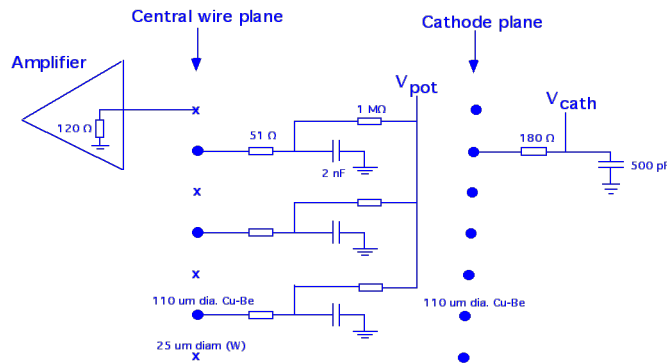 Central wire plane
Cathode plane
Amplifier
V pot
V cath
120 Ω
51 Ω
1 MΩ
2 nF
180 Ω
500 pF
x
x
x
110 um dia. Cu-Be
110 um dia. Cu-Be
25 um diam (W)
x